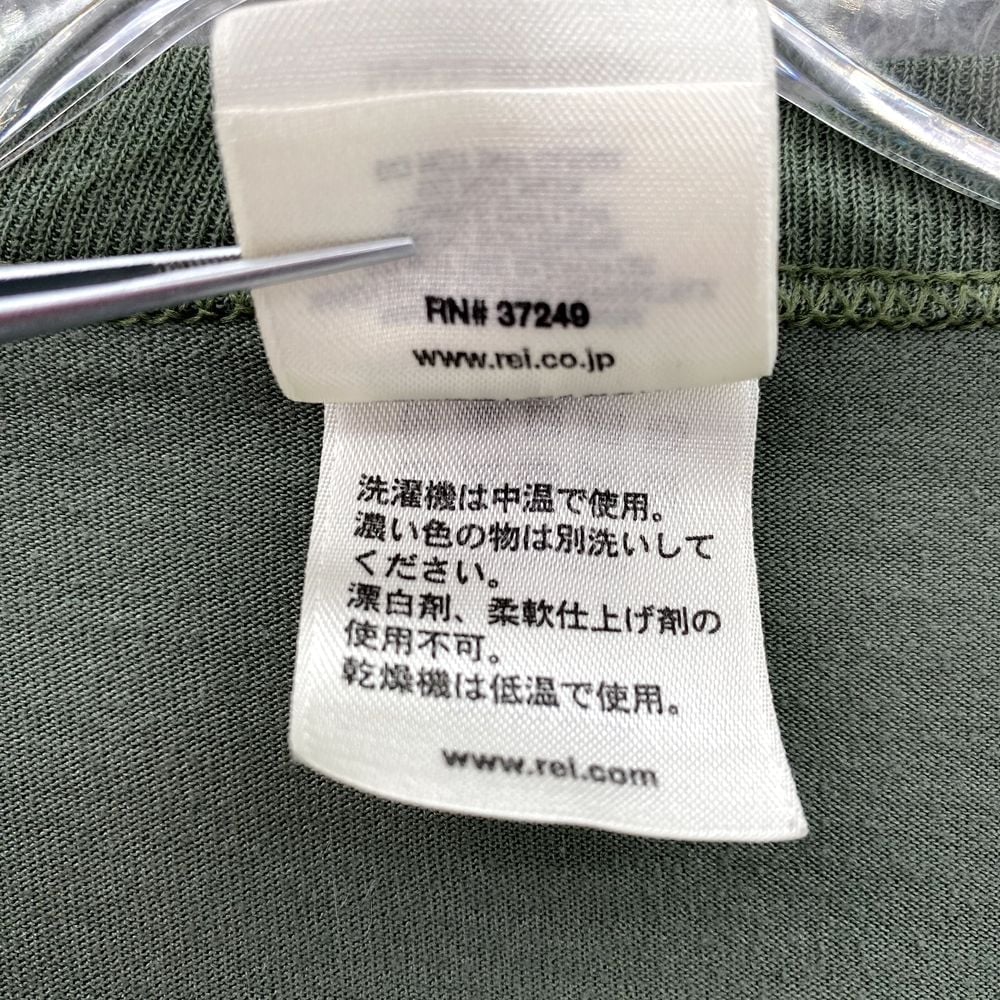 RN# 37249
www.rei.co.jp
洗濯機は中温で使用。
濃い色の物は別洗いして
ください。
漂白剤、柔軟仕上げ剤の
使用不可。
乾燥機は低温で使用。
www.rei.com